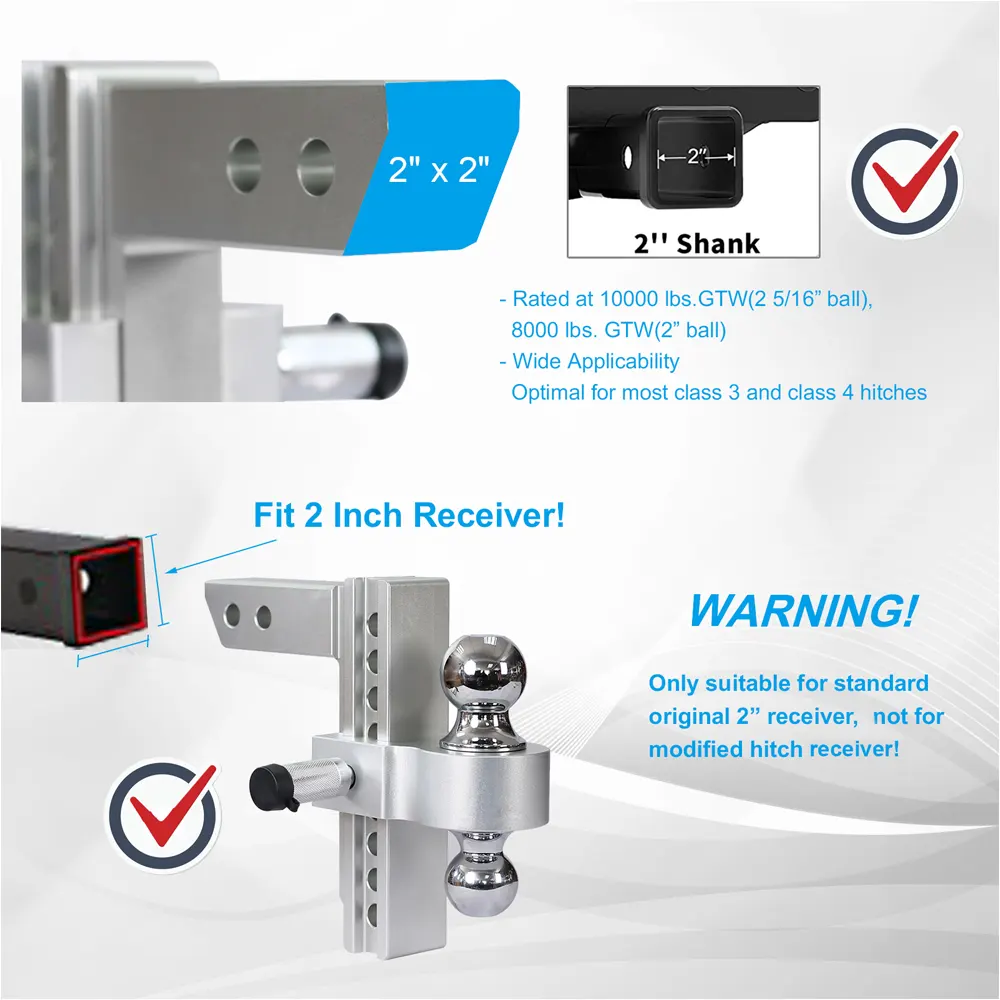 2" x 2"
2″
2'' Shank
- Rated at 10000 lbs.GTW(2 5/16” ball),
8000 lbs. GTW(2” ball)
- Wide Applicability
Optimal for most class 3 and class 4 hitches
Fit 2 Inch Receiver!
WARNING!
Only suitable for standard
original 2” receiver, not for
modified hitch receiver!